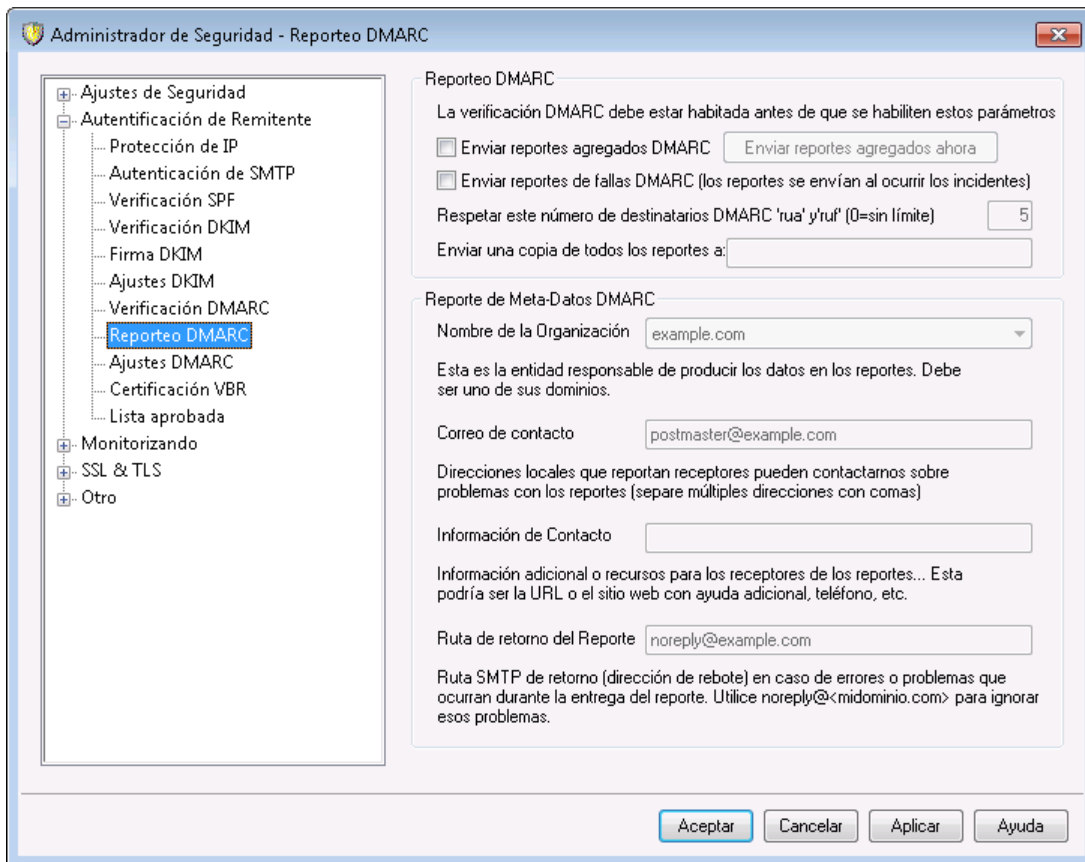 Administrador de Seguridad - Reporteo DMARC
Ajustes de Seguridad
Autentificación de Remitente
Protección de IP
Autenticación de SMTP
Verificación SPF
Verificación DKIM
Firma DKIM
Ajustes DKIM
Verificación DMARC
Reporteo DMARC
Ajustes DMARC
Certificación VBR
Lista aprobada
Monitorizando
SSL & TLS
Otro
Reporteo DMARC
La verificación DMARC debe estar habitada antes de que se habiliten estos parámetros
Enviar reportes agregados DMARC
Enviar reportes agregados ahora
Enviar reportes de fallas DMARC (los reportes se envían al ocurrir los incidentes)
Respetar este número de destinatarios DMARC 'rua' y'ruf' (0=sin límite) 5
Enviar una copia de todos los reportes a:
Reporte de Meta-Datos DMARC
Nombre de la Organización example.com
Esta es la entidad responsable de producir los datos en los reportes. Debe
ser uno de sus dominios.
Correo de contacto postmaster@example.com
Direcciones locales que reportan receptores pueden contactarnos sobre
problemas con los reportes (separe múltiples direcciones con comas)
Información de Contacto
Información adicional o recursos para los receptores de los reportes... Esta
podría ser la URL o el sitio web con ayuda adicional, teléfono, etc.
Ruta de retorno del Reporte noreply@example.com
Ruta SMTP de retorno (dirección de rebote) en caso de errores o problemas que
ocurran durante la entrega del reporte. Utilice noreply@<midominio.com> para ignorar
esos problemas.
Aceptar
Cancelar
Aplicar
Ayuda